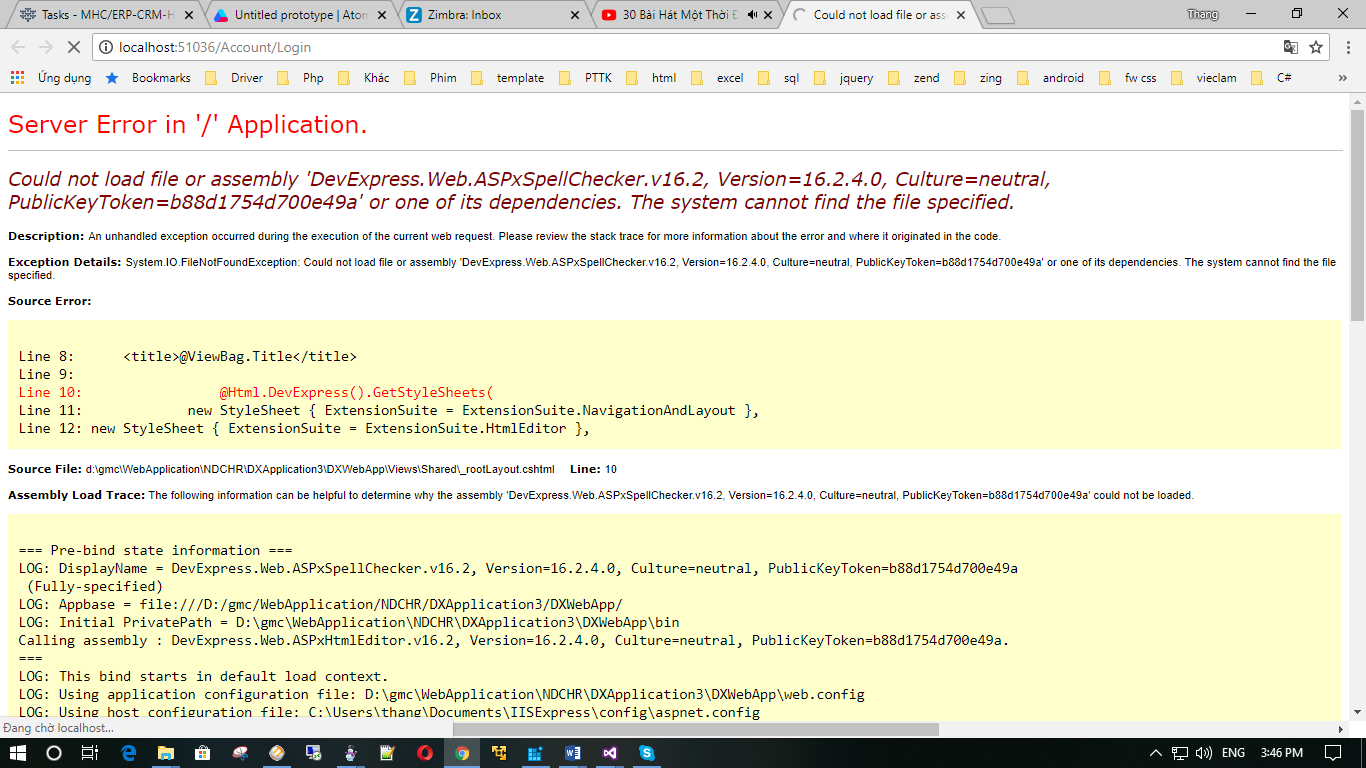 Tasks - MHC/ERP-CRM-H
Untitled prototype | Atom
Zimbra: Inbox
30 Bài Hát Một Thời Đ
Could not load file or ass
Thang
localhost:51036/Account/Login
Ứng dụng
Bookmarks
Driver
Php
Khác
Phim
template
PTTK
html
excel
sql
jquery
zend
zing
android
fw css
vieclam
C#
»
Server Error in '/' Application.
Could not load file or assembly 'DevExpress.Web.ASPxSpellChecker.v16.2, Version=16.2.4.0, Culture=neutral,
PublicKeyToken=b88d1754d700e49a' or one of its dependencies. The system cannot find the file specified.
Description: An unhandled exception occurred during the execution of the current web request. Please review the stack trace for more information about the error and where it originated in the code.
Exception Details: System.IO.FileNotFoundException: Could not load file or assembly 'DevExpress.Web.ASPxSpellChecker.v16.2, Version=16.2.4.0, Culture=neutral, PublicKeyToken=b88d1754d700e49a' or one of its dependencies. The system cannot find the file
specified.
Source Error:
Line 8: <title>@ViewBag.Title</title>
Line 9:
Line 10: @Html.DevExpress().GetStyleSheets(
Line 11: new StyleSheet { ExtensionSuite = ExtensionSuite.NavigationAndLayout },
Line 12: new StyleSheet { ExtensionSuite = ExtensionSuite.HtmlEditor },
Source File: d:\gmc\WebApplication\NDCHR\DXApplication3\DXWebApp\Views\Shared\_rootLayout.cshtml Line: 10
Assembly Load Trace: The following information can be helpful to determine why the assembly 'DevExpress.Web.ASPxSpellChecker.v16.2, Version=16.2.4.0, Culture=neutral, PublicKeyToken=b88d1754d700e49a' could not be loaded.
=== Pre-bind state information ===
LOG: DisplayName = DevExpress.Web.ASPxSpellChecker.v16.2, Version=16.2.4.0, Culture=neutral, PublicKeyToken=b88d1754d700e49a
(Fully-specified)
LOG: Appbase = file:///D:/gmc/WebApplication/NDCHR/DXApplication3/DXWebApp/
LOG: Initial PrivatePath = D:\gmc\WebApplication\NDCHR\DXApplication3\DXWebApp\bin
Calling assembly : DevExpress.Web.ASPxHtmlEditor.v16.2, Version=16.2.4.0, Culture=neutral, PublicKeyToken=b88d1754d700e49a.
===
LOG: This bind starts in default load context.
LOG: Using application configuration file: D:\gmc\WebApplication\NDCHR\DXApplication3\DXWebApp\web.config
LOG: Using host configuration file: C:\Users\thang\Documents\IISExpress\config\aspnet.config
Đang chờ localhost...
ENG
3:46 PM